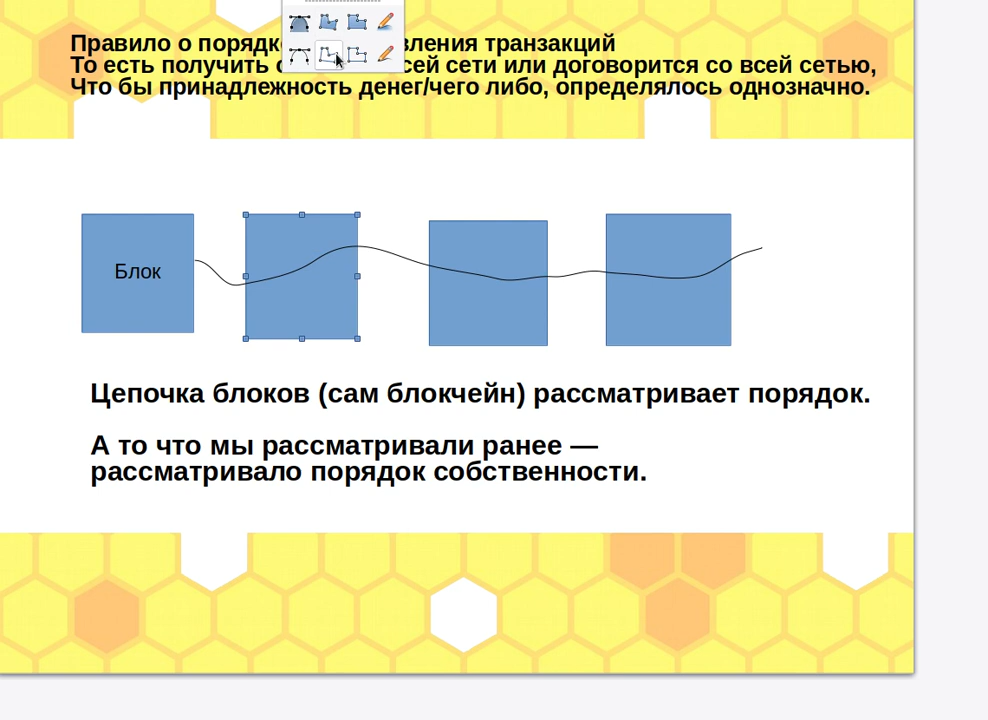 Правило о порядк вления транзакций
То есть получить сей сети или договорится со всей сетью,
Что бы принадлежность денег/чего либо, определялось однозначно.
Блок
Цепочка блоков (сам блокчейн) рассматривает порядок.
А то что мы рассматривали ранее —
рассматривало порядок собственности.